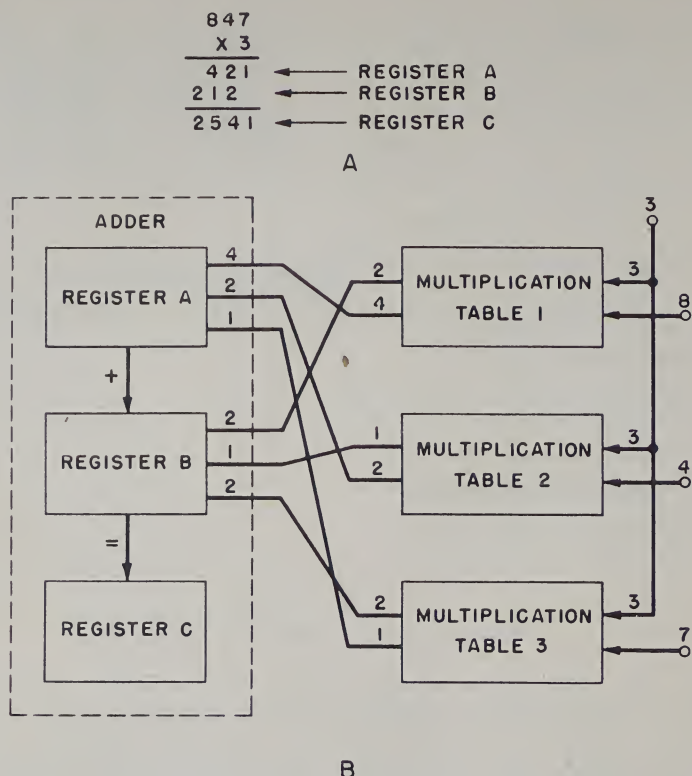 847
X 3
421 REGISTER A
212 REGISTER B
2541 REGISTER C
A
ADDER
3
REGISTER A
4
2
1
2
4
MULTIPLICATION
TABLE 1
3
8
+
REGISTER B
2
1
2
1
2
MULTIPLICATION
TABLE 2
3
4
=
REGISTER C
2
1
MULTIPLICATION
TABLE 3
3
7
B